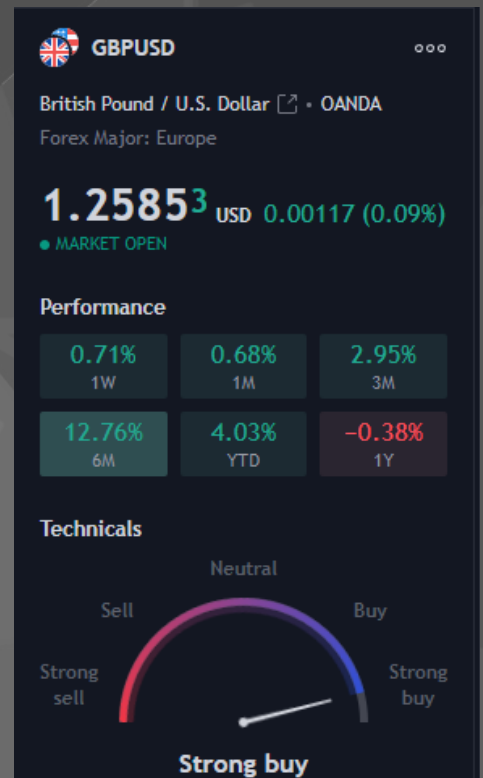 GBPUSD
British Pound / U.S. Dollar • OANDA
Forex Major: Europe
1.25853 USD 0.00117 (0.09%)
● MARKET OPEN
Performance
0.71% 0.68% 2.95%
1W 1M 3M
12.76% 4.03% −0.38%
6M YTD 1Y
Technicals
Neutral
Sell Buy
Strong sell Strong buy
Strong buy